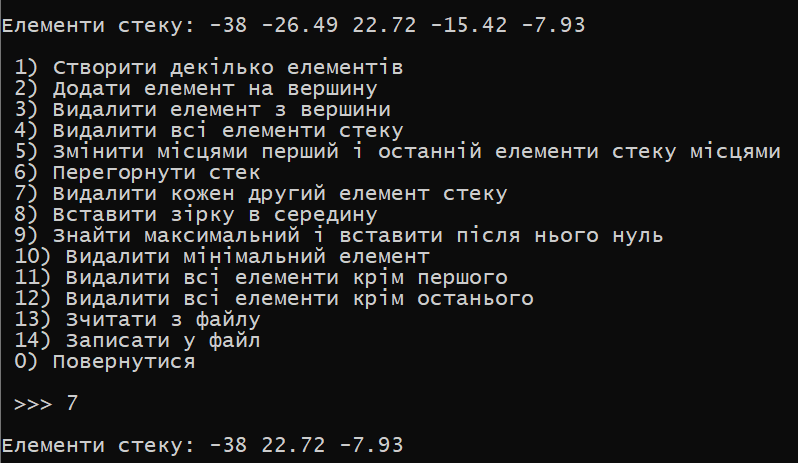 Елементи стеку: -38 -26.49 22.72 -15.42 -7.93
1) Створити декілько елементів
2) Додати елемент на вершину
3) Видалити елемент з вершини
4) Видалити всі елементи стеку
5) Змінити місцями перший і останній елементи стеку місцями
6) Перегорнути стек
7) Видалити кожен другий елемент стеку
8) Вставити зірку в середину
9) Знайти максимальний і вставити після нього нуль
10) Видалити мінімальний елемент
11) Видалити всі елементи крім першого
12) Видалити всі елементи крім останього
13) Зчитати з файлу
14) Записати у файл
0) Повернутися
>>> 7
Елементи стеку: -38 22.72 -7.93